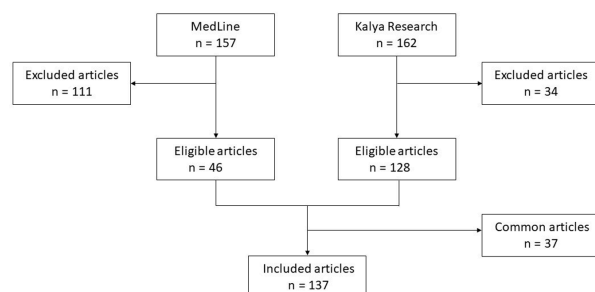 MedLine
n = 157
Kalya Research
n = 162
Excluded articles
n = 111
Excluded articles
n = 34
Eligible articles
n = 46
Eligible articles
n = 128
Common articles
n = 37
Included articles
n = 137